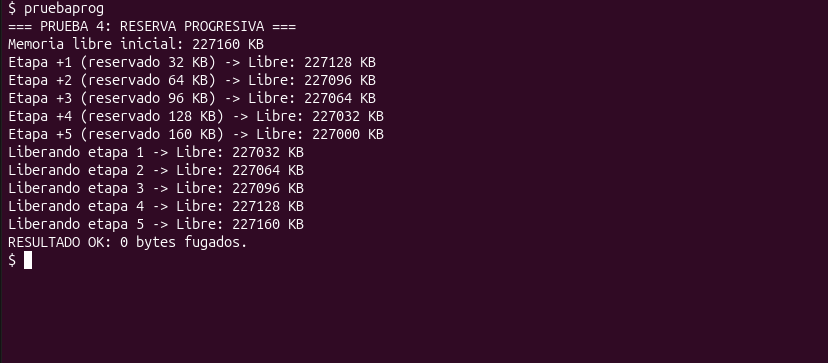 $ pruebaprog
=== PRUEBA 4: RESERVA PROGRESIVA ===
Memoria libre inicial: 227160 KB
Etapa +1 (reservado 32 KB) -> Libre: 227128 KB
Etapa +2 (reservado 64 KB) -> Libre: 227096 KB
Etapa +3 (reservado 96 KB) -> Libre: 227064 KB
Etapa +4 (reservado 128 KB) -> Libre: 227032 KB
Etapa +5 (reservado 160 KB) -> Libre: 227000 KB
Liberando etapa 1 -> Libre: 227032 KB
Liberando etapa 2 -> Libre: 227064 KB
Liberando etapa 3 -> Libre: 227096 KB
Liberando etapa 4 -> Libre: 227128 KB
Liberando etapa 5 -> Libre: 227160 KB
RESULTADO OK: 0 bytes fugados.
$